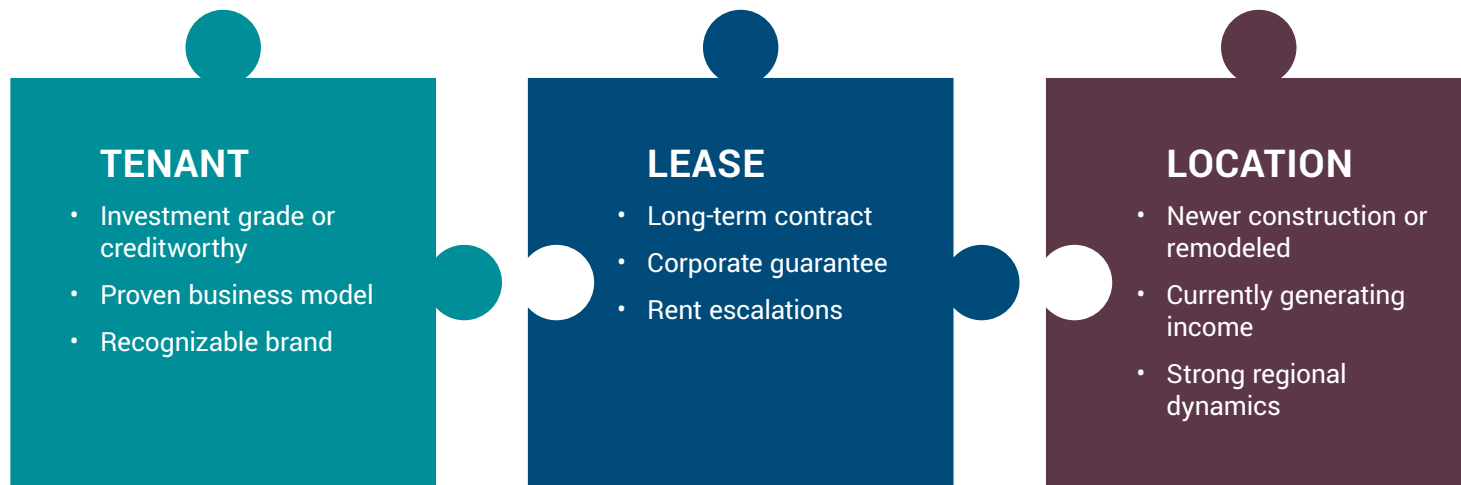 TENANT
• Investment grade or
creditworthy
• Proven business model
• Recognizable brand
LEASE
• Long-term contract
• Corporate guarantee
• Rent escalations
LOCATION
• Newer construction or
remodeled
• Currently generating
income
• Strong regional
dynamics